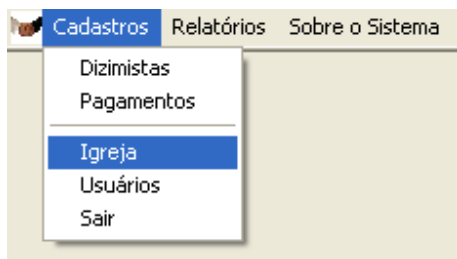 Cadastros Relatórios Sobre o Sistema
Dizimistas
Pagamentos
Igreja
Usuários
Sair